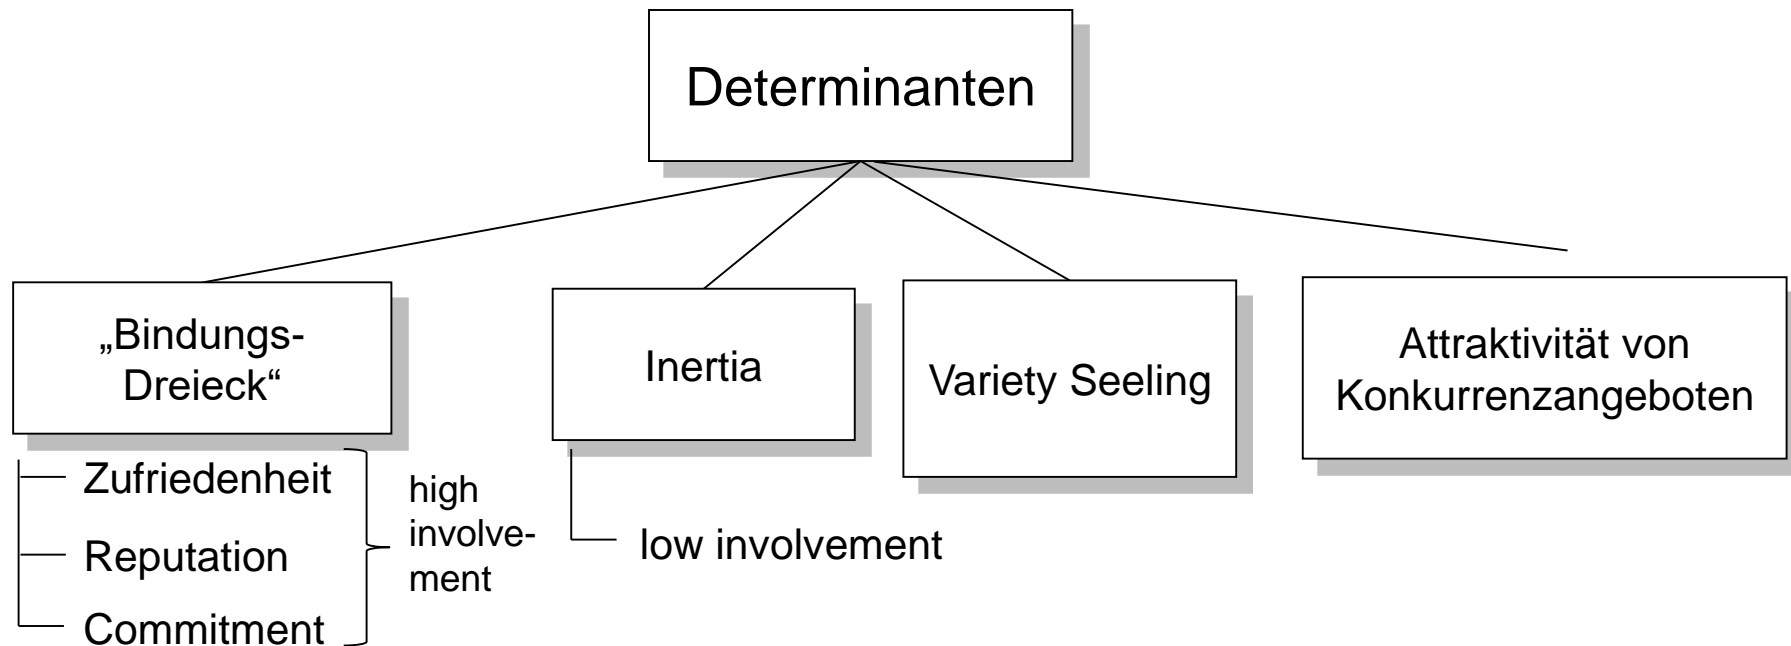 Determinanten
„Bindungs-
Dreieck“
Inertia
Variety Seeling
Attraktivität von
Konkurrenzangeboten
Zufriedenheit
Reputation
Commitment
high
involve-
ment
low involvement